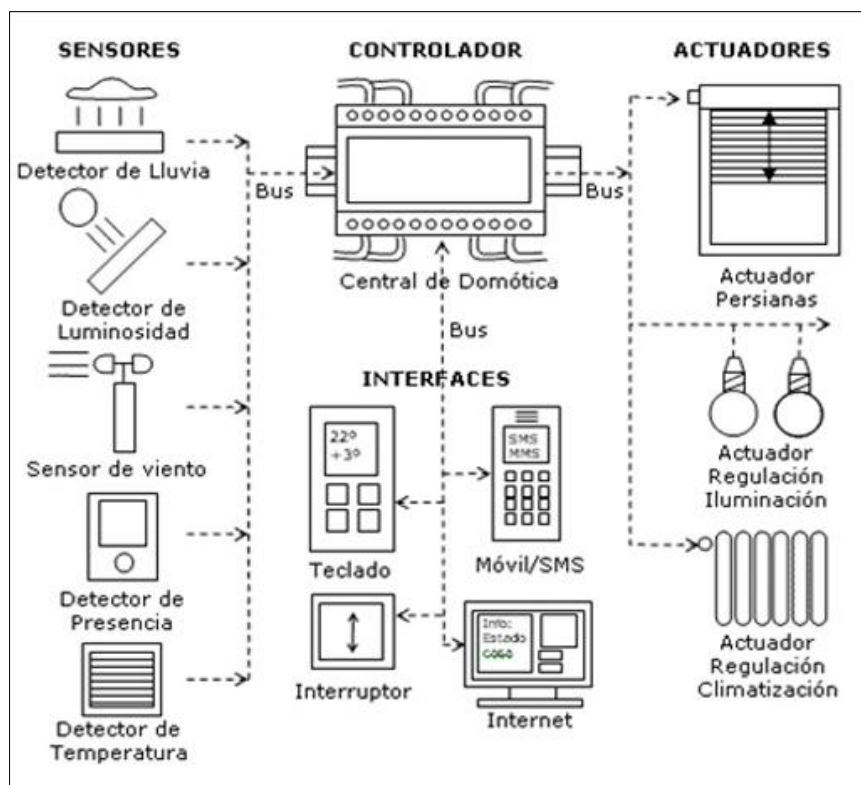 SENSORES
Detector de Lluvia
Detector de
Luminosidad
Sensor de viento
Detector de
Presencia
Detector de
Temperatura
CONTROLADOR
Bus
Bus
Central de Domótica
Bus
INTERFACES
22º
+3º
Teclado
SMS
MMS
Móvil/SMS
Interruptor
Info:
Estado
Internet
ACTUADORES
Actuador
Persianas
Actuador
Regulación
Iluminación
Actuador
Regulación
Climatización